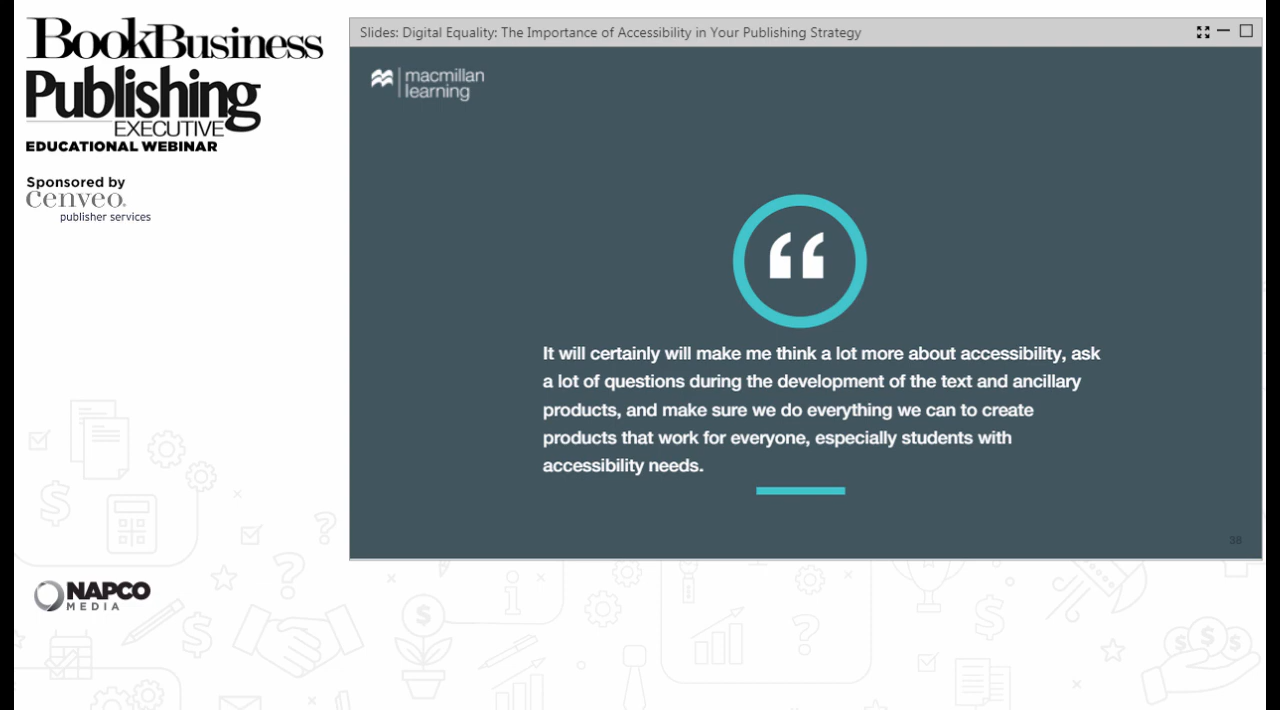 BookBusiness
Publishing
EXECUTIVE
EDUCATIONAL WEBINAR
Sponsored by
cenveo
publisher services
NAPCO
MEDIA
Slides: Digital Equality: The Importance of Accessibility in Your Publishing Strategy
macmillan
learning
“
It will certainly will make me think a lot more about accessibility, ask
a lot of questions during the development of the text and ancillary
products, and make sure we do everything we can to create
products that work for everyone, especially students with
accessibility needs.
38